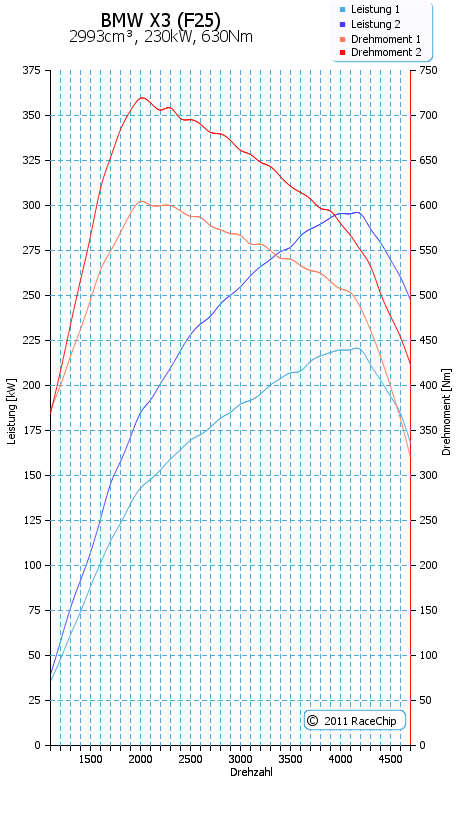 BMW X3 (F25)
2993cm³, 230kW, 630Nm
Leistung 1
Leistung 2
Drehmoment 1
Drehmoment 2
375
350
325
300
275
250
225
200
175
150
125
100
75
50
25
0
Leistung [kW]
750
700
650
600
550
500
450
400
350
300
250
200
150
100
50
0
Drehmoment [Nm]
© 2011 RaceChip
1500 2000 2500 3000 3500 4000 4500
Drehzahl